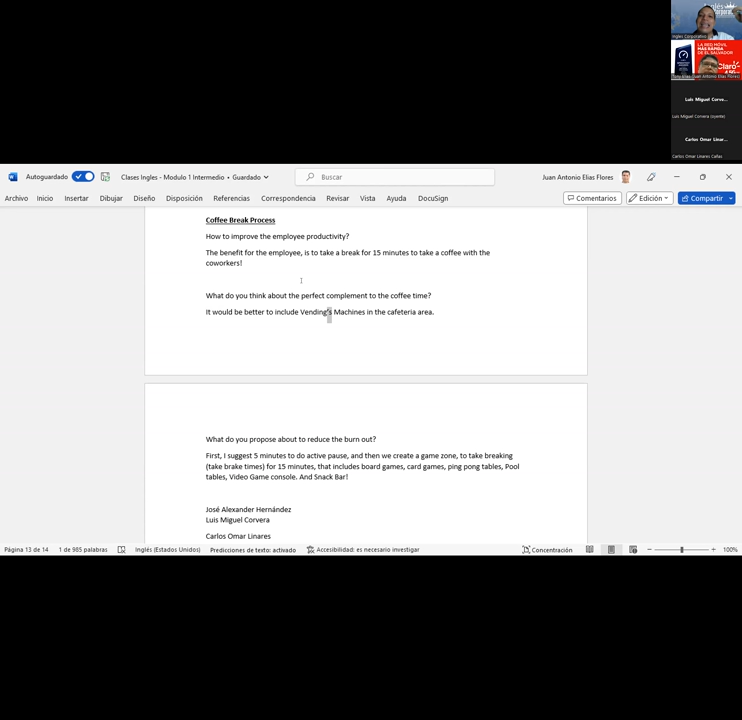 Inglés Corporativo
LA RED MÓVIL
MÁS RÁPIDA
DE EL SALVADOR
Claro
Luis Miguel Corve...
Luis Miguel Corvera (oyente)
Carlos Omar Linar...
Carlos Omar Linares Cañas
Autoguardado
Clases Ingles - Modulo 1 Intermedio • Guardado
Buscar
Juan Antonio Elías Flores
Archivo Inicio Insertar Dibujar Diseño Disposición Referencias Correspondencia Revisar Vista Ayuda DocuSign
Comentarios Edición Compartir
Coffee Break Process
How to improve the employee productivity?
The benefit for the employee, is to take a break for 15 minutes to take a coffee with the
coworkers!
What do you think about the perfect complement to the coffee time?
It would be better to include Vending's Machines in the cafeteria area.
What do you propose about to reduce the burn out?
First, I suggest 5 minutes to do active pause, and then we create a game zone, to take breaking
(take brake times) for 15 minutes, that includes board games, card games, ping pong tables, Pool
tables, Video Game console. And Snack Bar!
José Alexander Hernández
Luis Miguel Corvera
Carlos Omar Linares
Página 13 de 14 1 de 985 palabras Inglés (Estados Unidos) Predicciones de texto: activado Accesibilidad: es necesario investigar Concentración 100%